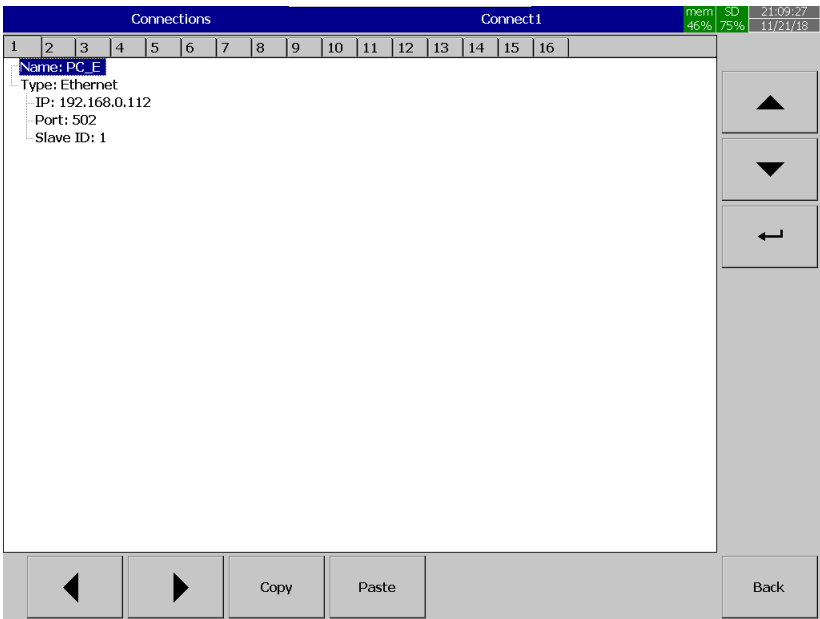 Connections Connect1 mem SD 21:09:27
46% 75% 11/21/18
1 2 3 4 5 6 7 8 9 10 11 12 13 14 15 16
Name: PC_E
Type: Ethernet
IP: 192.168.0.112
Port: 502
Slave ID: 1
Copy Paste Back